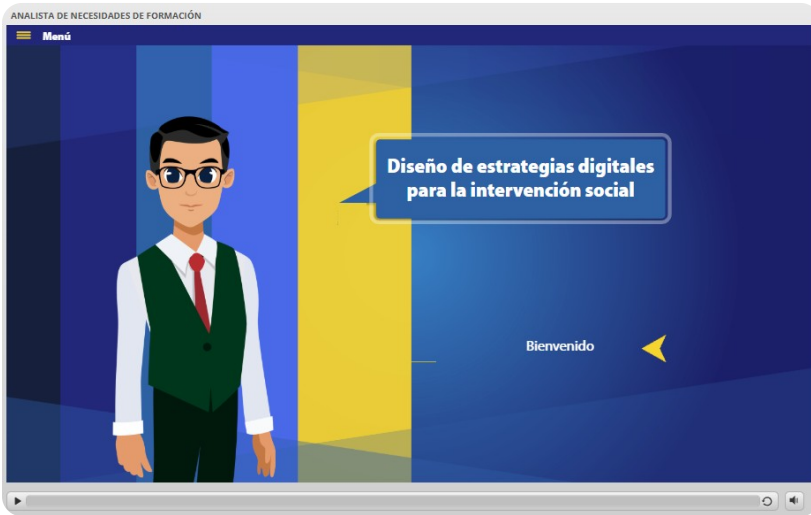 ANALISTA DE NECESIDADES DE FORMACIÓN
Menú
Diseño de estrategias digitales
para la intervención social
Bienvenido